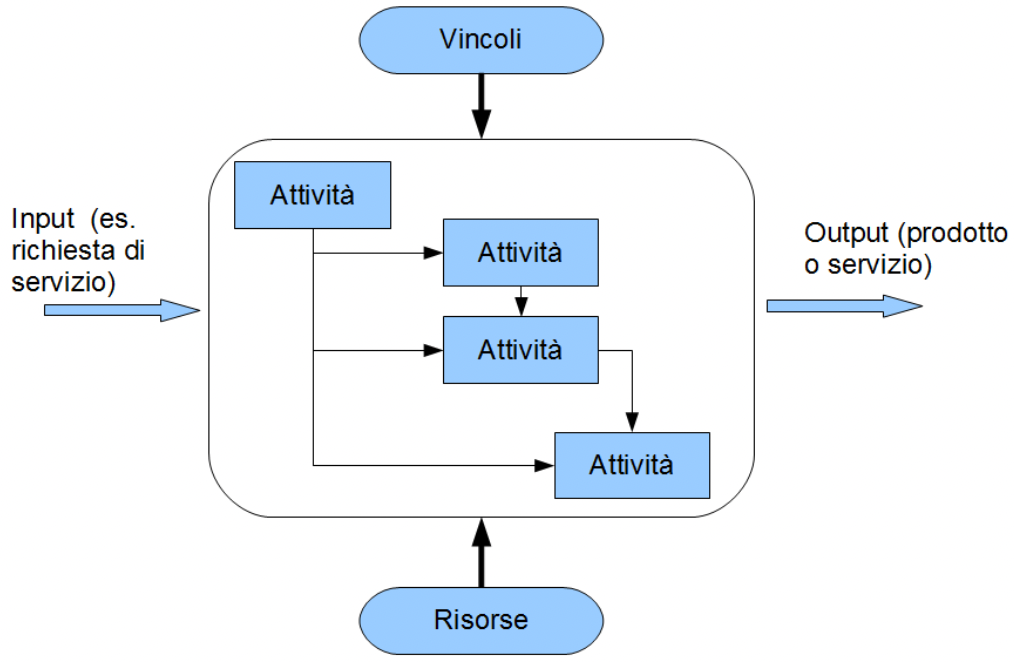 Vincoli
Attività
Input (es.
richiesta di
servizio)
Attività
Output (prodotto
o servizio)
Attività
Attività
Risorse